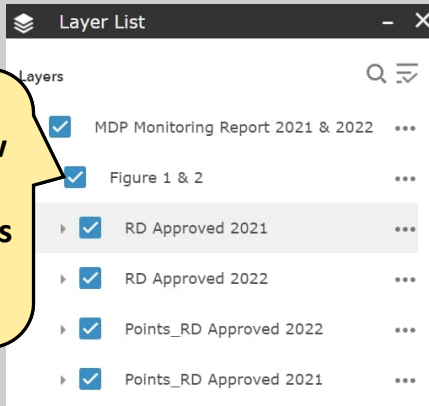 Layer List
Layers
MDP Monitoring Report 2021 & 2022
Figure 1 & 2
RD Approved 2021
RD Approved 2022
Points_RD Approved 2022
Points_RD Approved 2021